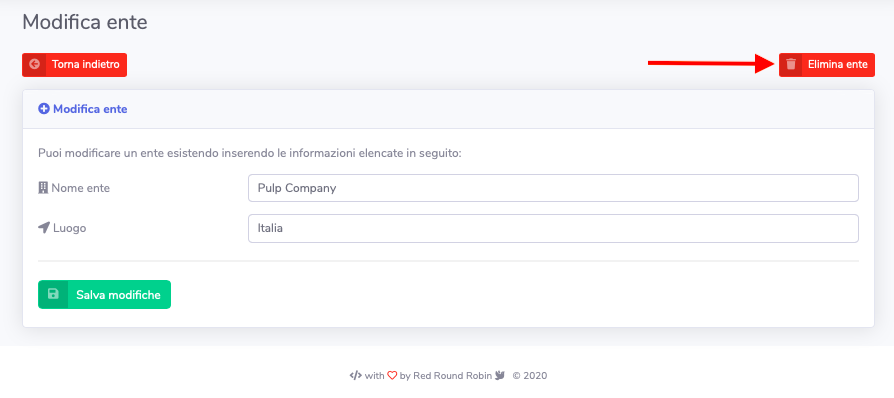 Modifica ente
Torna indietro
Elimina ente
Modifica ente
Puoi modificare un ente esistendo inserendo le informazioni elencate in seguito:
Nome ente
Pulp Company
Luogo
Italia
Salva modifiche
</> with ♡ by Red Round Robin © 2020